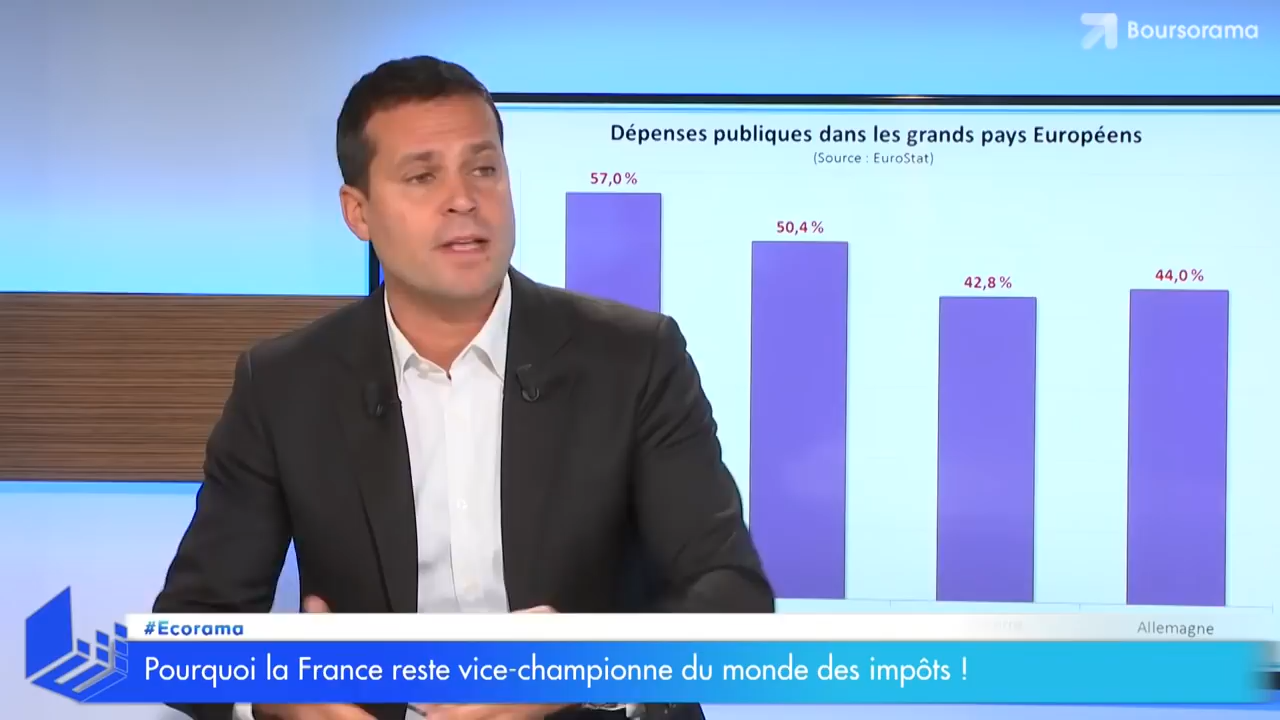 Boursorama
Dépenses publiques dans les grands pays Européens
(Source : EuroStat)
57,0 %
50,4 %
42,8 %
44,0 %
Allemagne
#Ecorama
Pourquoi la France reste vice-championne du monde des impôts !